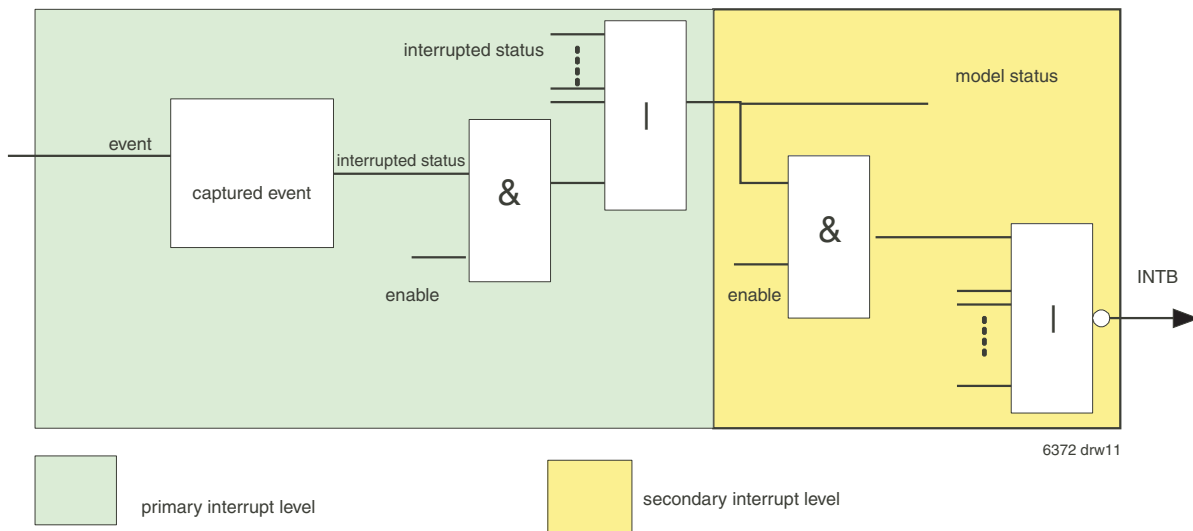 interrupted status
|
model status
event
captured event
interrupted status
&
enable
&
enable
|
INTB
6372 drw11
primary interrupt level
secondary interrupt level